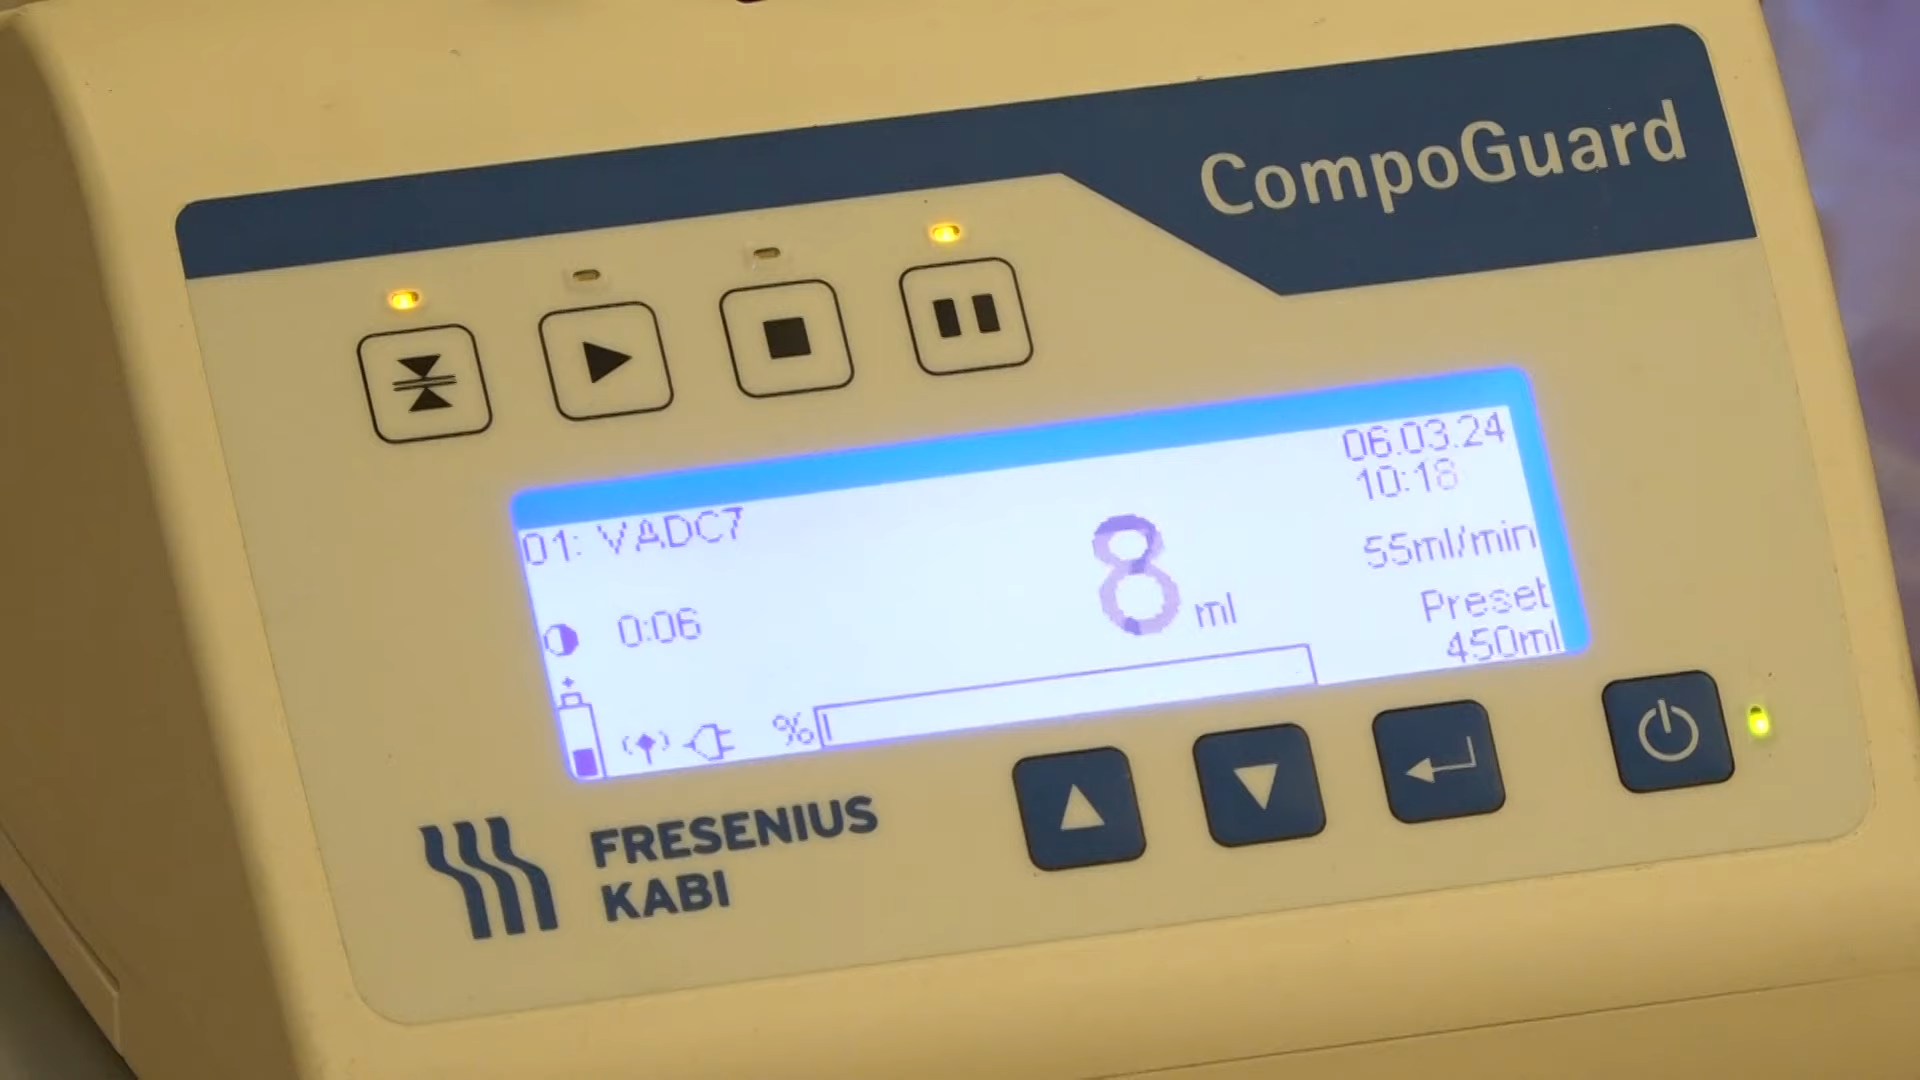 CompoGuard
06.03.24
10:18
01: VADC7
8 ml
55ml/min
0:06
Preset
450ml
%
FRESENIUS
KABI